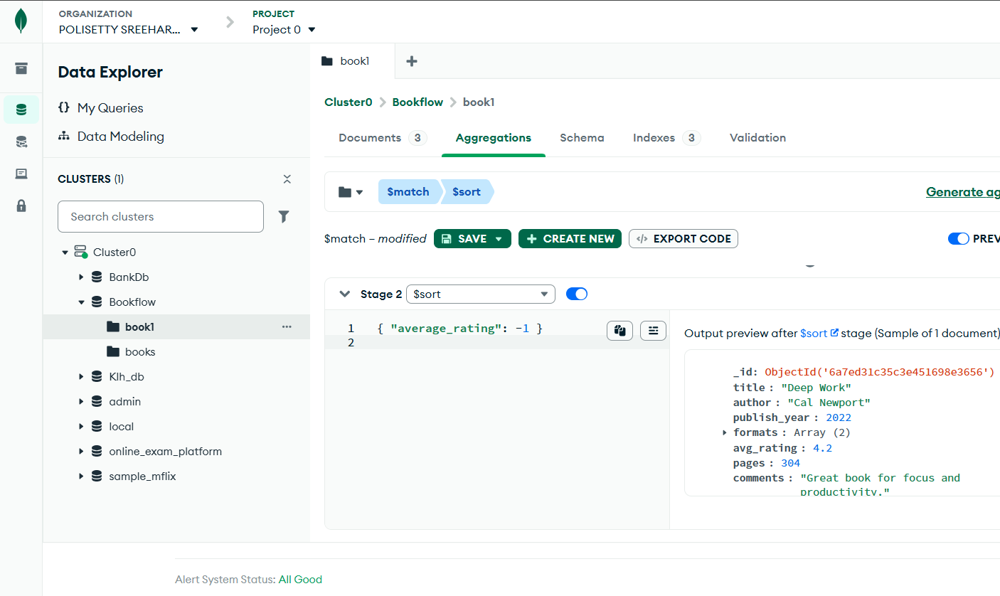 ORGANIZATION
POLISETTY SREEHAR...
PROJECT
Project 0
Data Explorer
My Queries
Data Modeling
CLUSTERS (1)
Search clusters
Cluster0
BankDb
Bookflow
book1
books
Klh_db
admin
local
online_exam_platform
sample_mflix
book1
Cluster0 > Bookflow > book1
Documents 3 Aggregations Schema Indexes 3 Validation
$match $sort
Generate ag
$match – modified SAVE + CREATE NEW </> EXPORT CODE PREV
Stage 2 $sort
1 { "average_rating": -1 }
2
Output preview after $sort stage (Sample of 1 document)
_id: ObjectId('6a7ed31c35c3e451698e3656')
title : "Deep Work"
author : "Cal Newport"
publish_year : 2022
formats : Array (2)
avg_rating : 4.2
pages : 304
comments : "Great book for focus and
productivity."
Alert System Status: All Good